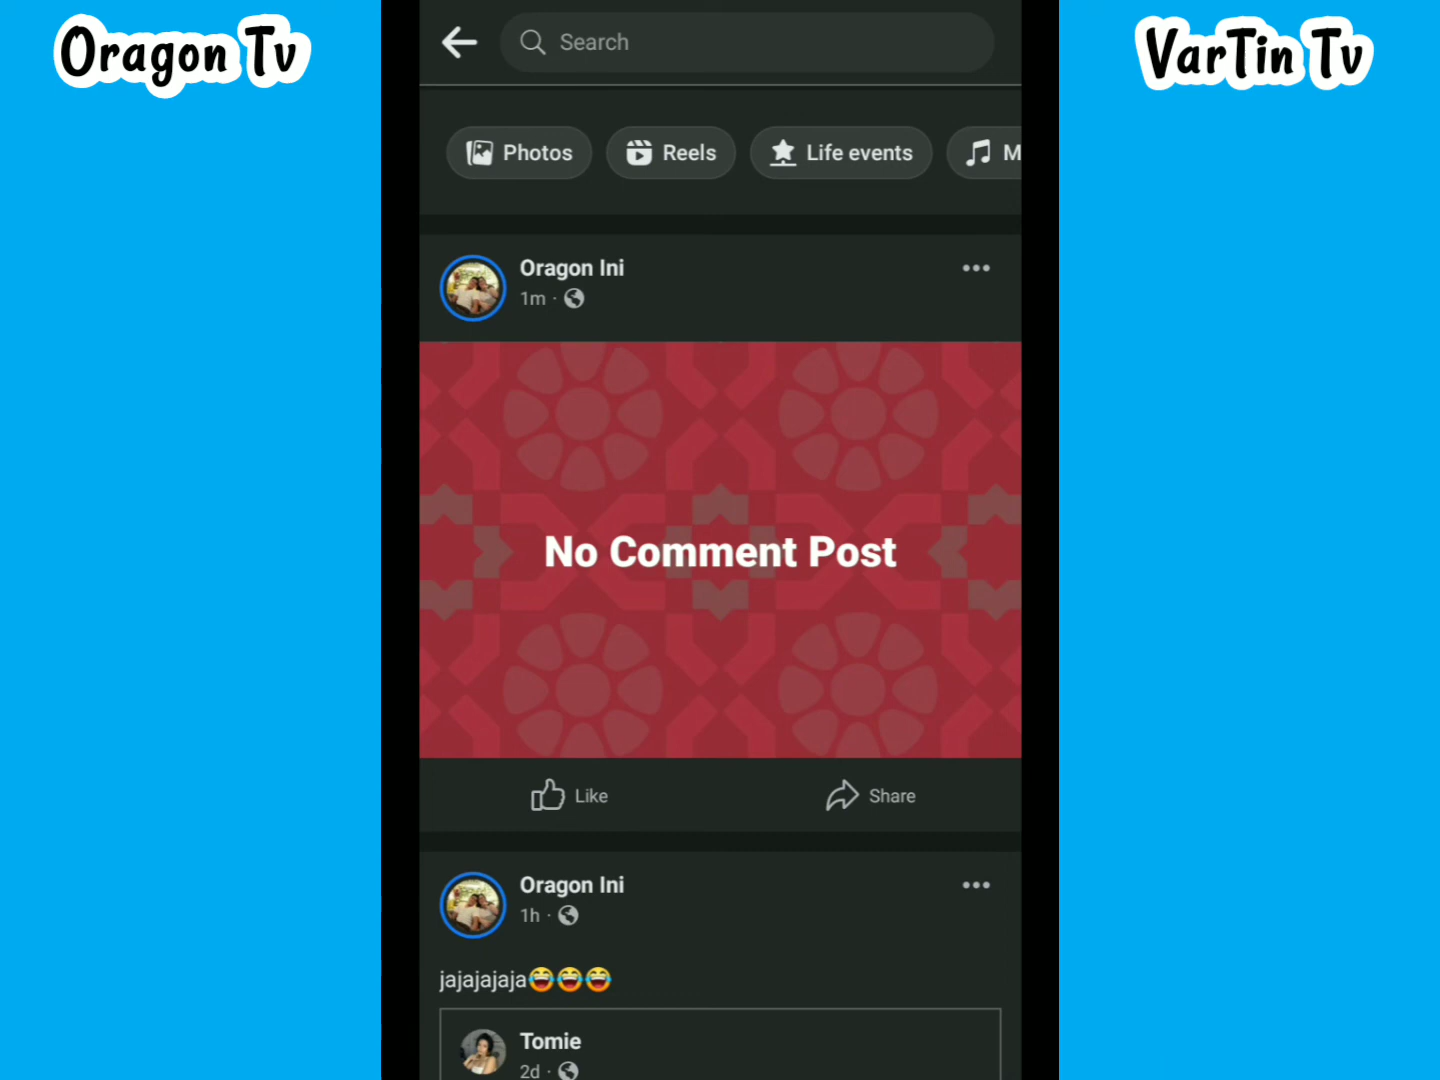 Oragon Tv
VarTin Tv
Search
Photos
Reels
Life events
M
Oragon Ini
1m ·
No Comment Post
Like
Share
Oragon Ini
1h ·
jajajajaja😂😂😂
Tomie
2d ·